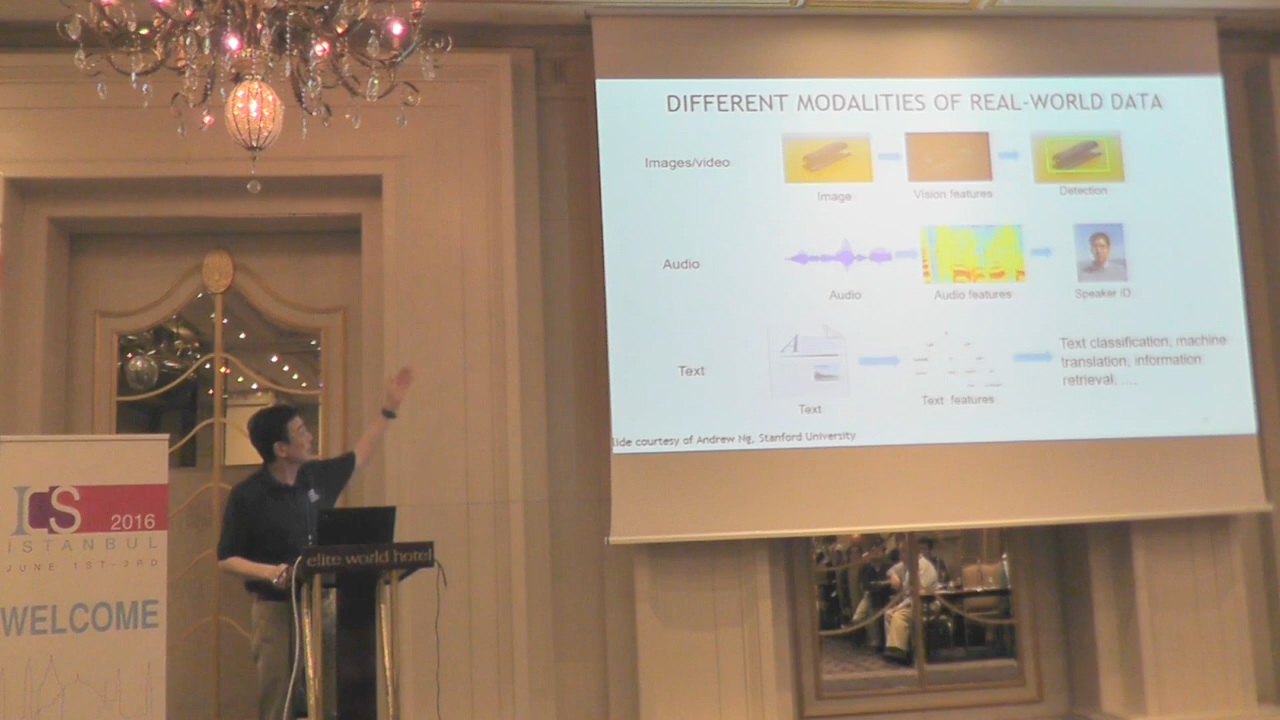 DIFFERENT MODALITIES OF REAL-WORLD DATA
Images/video
Image
Vision features
Detection
Audio
Audio
Audio features
Speaker ID
Text
Text
Text features
Text classification, machine
translation, information
retrieval, ....
lide courtesy of Andrew Ng, Stanford University
ICS
2016
ISTANBUL
JUNE 1ST-3RD
WELCOME
elite world hotel
A